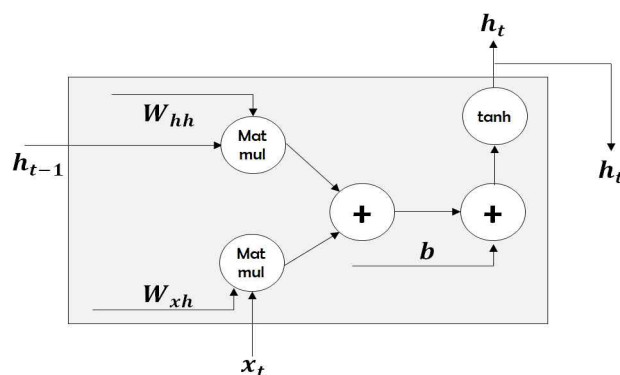 h_t
W_hh
Mat
mul
tanh
h_{t-1}
h_t
+
+
Mat
mul
b
W_xh
x_t